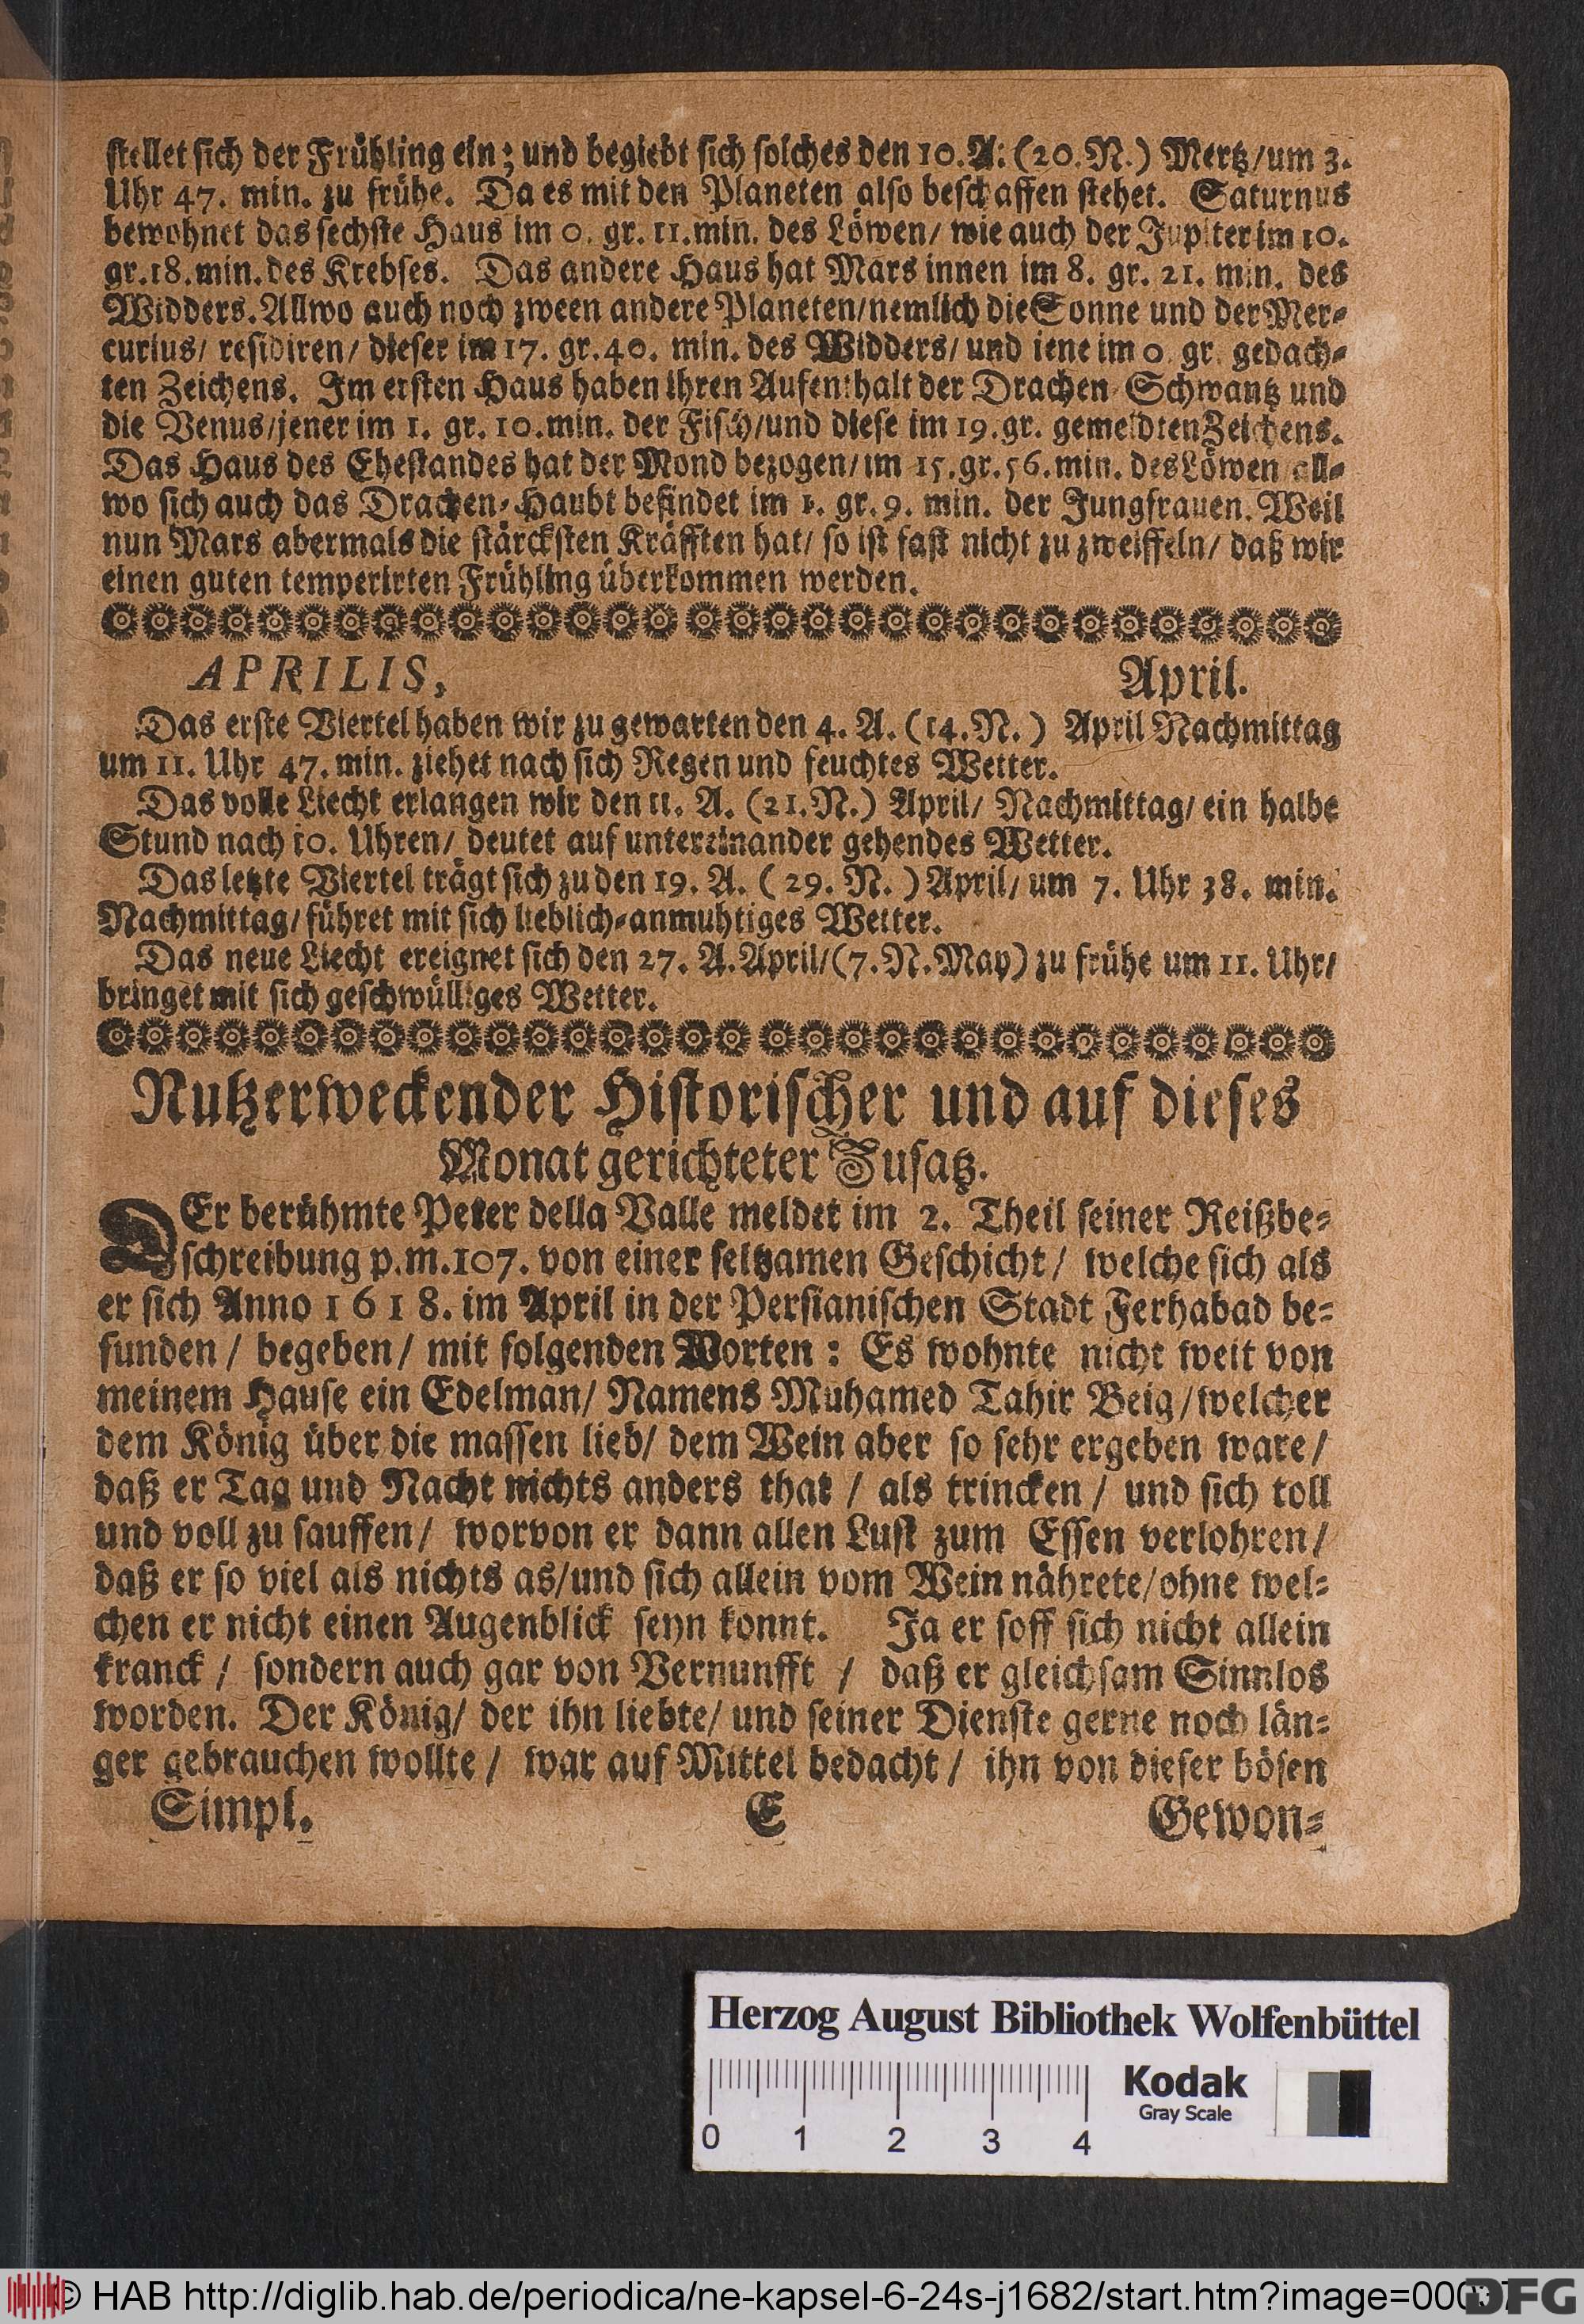 stellet sich der Frühling ein; und begiebt sich solches den 10. A: (20. N.) Mertz/um 3.
Uhr 47. min. zu frühe. Da es mit den Planeten also beschaffen stehet. Saturnus
bewohnet das sechste Haus im 0. gr. 11. min. des Löwen/ wie auch der Jupiter im 10.
gr. 18. min. des Krebses. Das andere Haus hat Mars innen im 8. gr. 21. min. des
Widders. Allwo auch noch zween andere Planeten/nemlich die Sonne und der Mer-
curius/ residiren/ dieser im 17. gr. 40. min. des Widders/ und iene im 0. gr. gedach-
ten Zeichens. Im ersten Haus haben ihren Aufenthalt der Drachen Schwantz und
die Venus/jener im 1. gr. 10. min. der Fisch/und diese im 19. gr. gemeldten Zeichens.
Das Haus des Ehestandes hat der Mond bezogen/im 15. gr. 56. min. des Löwen all-
wo sich auch das Drachen-Haubt befindet im 1. gr. 9. min. der Jungfrauen. Weil
nun Mars abermals die stärcksten Kräfften hat/ so ist fast nicht zu zweiffeln/ daß wir
einen guten temperirten Frühling überkommen werden.
APRILIS, April.
Das erste Viertel haben wir zu gewarten den 4. A. (14. N.) April Nachmittag
um 11. Uhr 47. min. ziehet nach sich Regen und feuchtes Wetter.
Das volle Liecht erlangen wir den 11. A. (21. N.) April/ Nachmittag/ ein halbe
Stund nach 10. Uhren/ deutet auf untereinander gehendes Wetter.
Das letzte Viertel trägt sich zu den 19. A. (29. N.) April/ um 7. Uhr 38. min.
Nachmittag/ führet mit sich lieblich-anmuhtiges Wetter.
Das neue Liecht ereignet sich den 27. A. April/(7. N. May) zu frühe um 11. Uhr/
bringet mit sich geschwülliges Wetter.
Nutzerweckender Historischer und auf dieses
Monat gerichteter Zusatz.
DEr berühmte Peter della Valle meldet im 2. Theil seiner Reißbe-
schreibung p. m. 107. von einer seltzamen Geschicht/ welche sich als
er sich Anno 1618. im April in der Persianischen Stadt Ferhabad be-
funden / begeben/ mit folgenden Worten: Es wohnte nicht weit von
meinem Hause ein Edelman/ Namens Muhamed Tahir Beig/welcher
dem König über die massen lieb/ dem Wein aber so sehr ergeben ware/
daß er Tag und Nacht nichts anders that / als trincken / und sich toll
und voll zu sauffen/ worvon er dann allen Lust zum Essen verlohren/
daß er so viel als nichts as/und sich allein vom Wein nährete/ohne wel-
chen er nicht einen Augenblick seyn konnt. Ja er soff sich nicht allein
kranck / sondern auch gar von Vernunfft / daß er gleichsam Sinnlos
worden. Der König/ der ihn liebte/ und seiner Dienste gerne noch län-
ger gebrauchen wollte / war auf Mittel bedacht / ihn von dieser bösen
Simpl. E Gewon-
Herzog August Bibliothek Wolfenbüttel
Kodak
Gray Scale
0 1 2 3 4
© HAB http://diglib.hab.de/periodica/ne-kapsel-6-24s-j1682/start.htm?image=00037
DFG